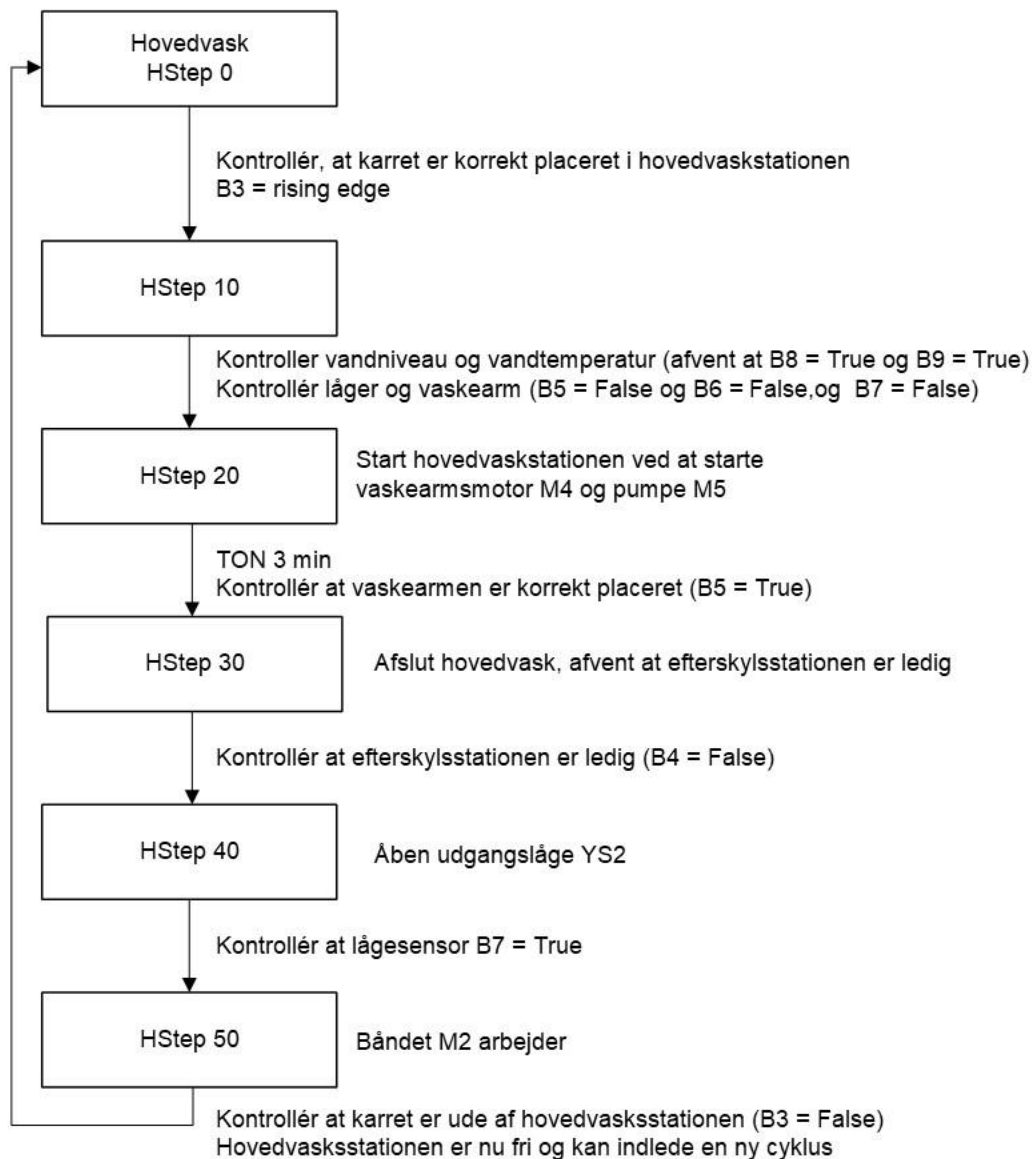 Hovedvask
HStep 0
Kontrollér, at karret er korrekt placeret i hovedvaskstationen
B3 = rising edge
HStep 10
Kontroller vandniveau og vandtemperatur (afvent at B8 = True og B9 = True)
Kontrollér låger og vaskearm (B5 = False og B6 = False,og  B7 = False)
HStep 20
Start hovedvaskstationen ved at starte
vaskearmsmotor M4 og pumpe M5
TON 3 min
Kontrollér at vaskearmen er korrekt placeret (B5 = True)
HStep 30
Afslut hovedvask, afvent at efterskylsstationen er ledig
Kontrollér at efterskylsstationen er ledig (B4 = False)
HStep 40
Åben udgangslåge YS2
Kontrollér at lågesensor B7 = True
HStep 50
Båndet M2 arbejder
Kontrollér at karret er ude af hovedvasksstationen (B3 = False)
Hovedvasksstationen er nu fri og kan indlede en ny cyklus